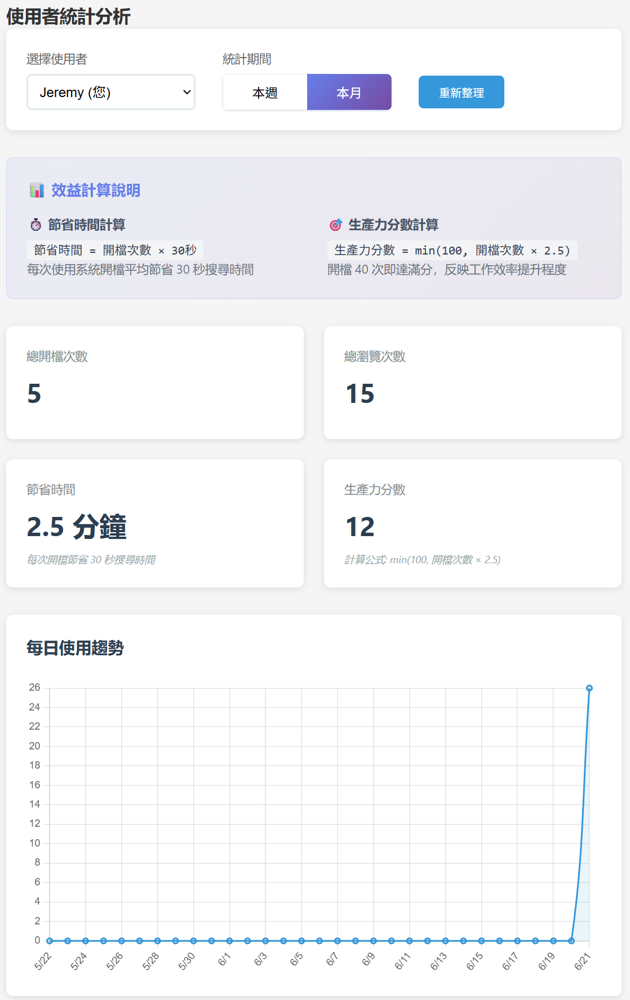 使用者統計分析
選擇使用者
統計期間
Jeremy (您)
本週
本月
重新整理
📊 效益計算說明
⏱ 節省時間計算
節省時間 = 開檔次數 × 30秒
每次使用系統開檔平均節省 30 秒搜尋時間
🎯 生產力分數計算
生產力分數 = min(100, 開檔次數 × 2.5)
開檔 40 次即達滿分，反映工作效率提升程度
總開檔次數
5
總瀏覽次數
15
節省時間
2.5 分鐘
每次開檔節省 30 秒搜尋時間
生產力分數
12
計算公式: min(100, 開檔次數 × 2.5)
每日使用趨勢
26
24
22
20
18
16
14
12
10
8
6
4
2
0
5/22
5/24
5/26
5/28
5/30
6/1
6/3
6/5
6/7
6/9
6/11
6/13
6/15
6/17
6/19
6/21